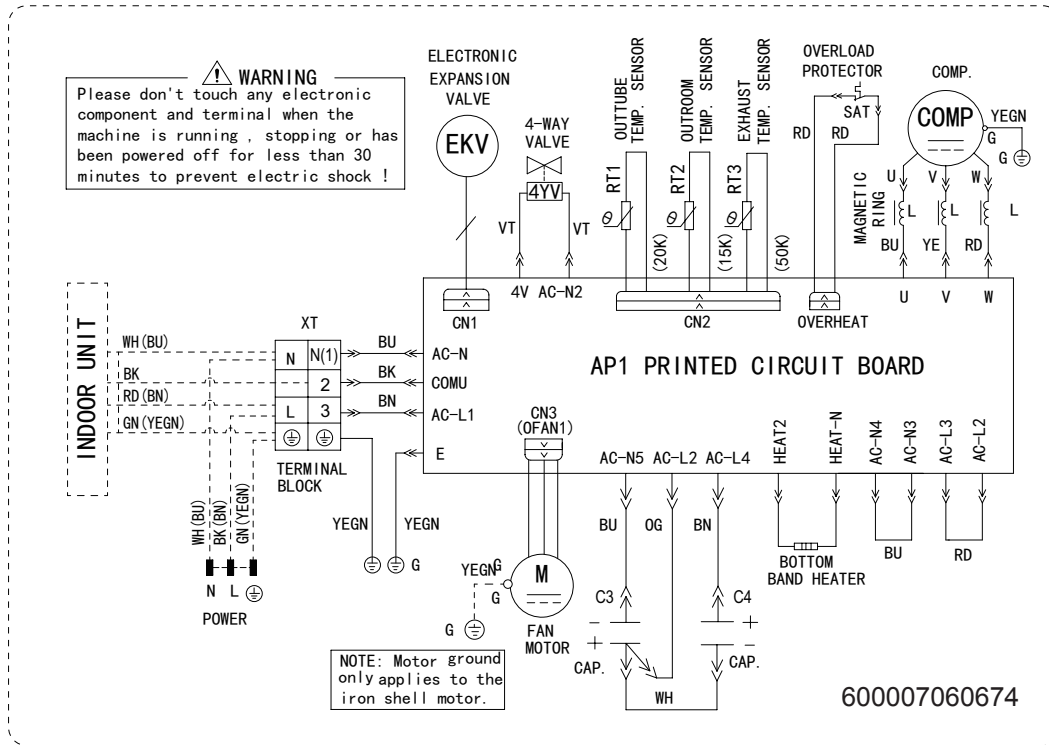 WARNING
Please don't touch any electronic
component and terminal when the
machine is running , stopping or has
been powered off for less than 30
minutes to prevent electric shock !
ELECTRONIC
EXPANSION
VALVE
EKV
4-WAY
VALVE
4YV
VT
VT
OUTTUBE
TEMP. SENSOR
RT1
θ
(20K)
OUTROOM
TEMP. SENSOR
RT2
θ
(15K)
EXHAUST
TEMP. SENSOR
RT3
θ
(50K)
OVERLOAD
PROTECTOR
SAT
RD
RD
COMP.
COMP
YEGN
G
G
U
V
W
MAGNETIC
RING
L
L
L
BU
YE
RD
4V
AC-N2
CN1
CN2
OVERHEAT
U
V
W
INDOOR UNIT
WH(BU)
BK
RD(BN)
GN(YEGN)
XT
N
N(1)
2
L
3
TERMINAL
BLOCK
BU
BK
BN
AC-N
COMU
AC-L1
E
AP1 PRINTED CIRCUIT BOARD
CN3
(OFAN1)
AC-N5
AC-L2
AC-L4
HEAT2
HEAT-N
AC-N4
AC-N3
AC-L3
AC-L2
WH(BU)
BK(BN)
GN(YEGN)
N
L
POWER
YEGN
YEGN
G
YEGN
G
G
G
M
FAN
MOTOR
BU
OG
BN
C3
-
+
CAP.
C4
+
-
CAP.
WH
BOTTOM
BAND HEATER
BU
RD
NOTE: Motor ground
only applies to the
iron shell motor.
600007060674